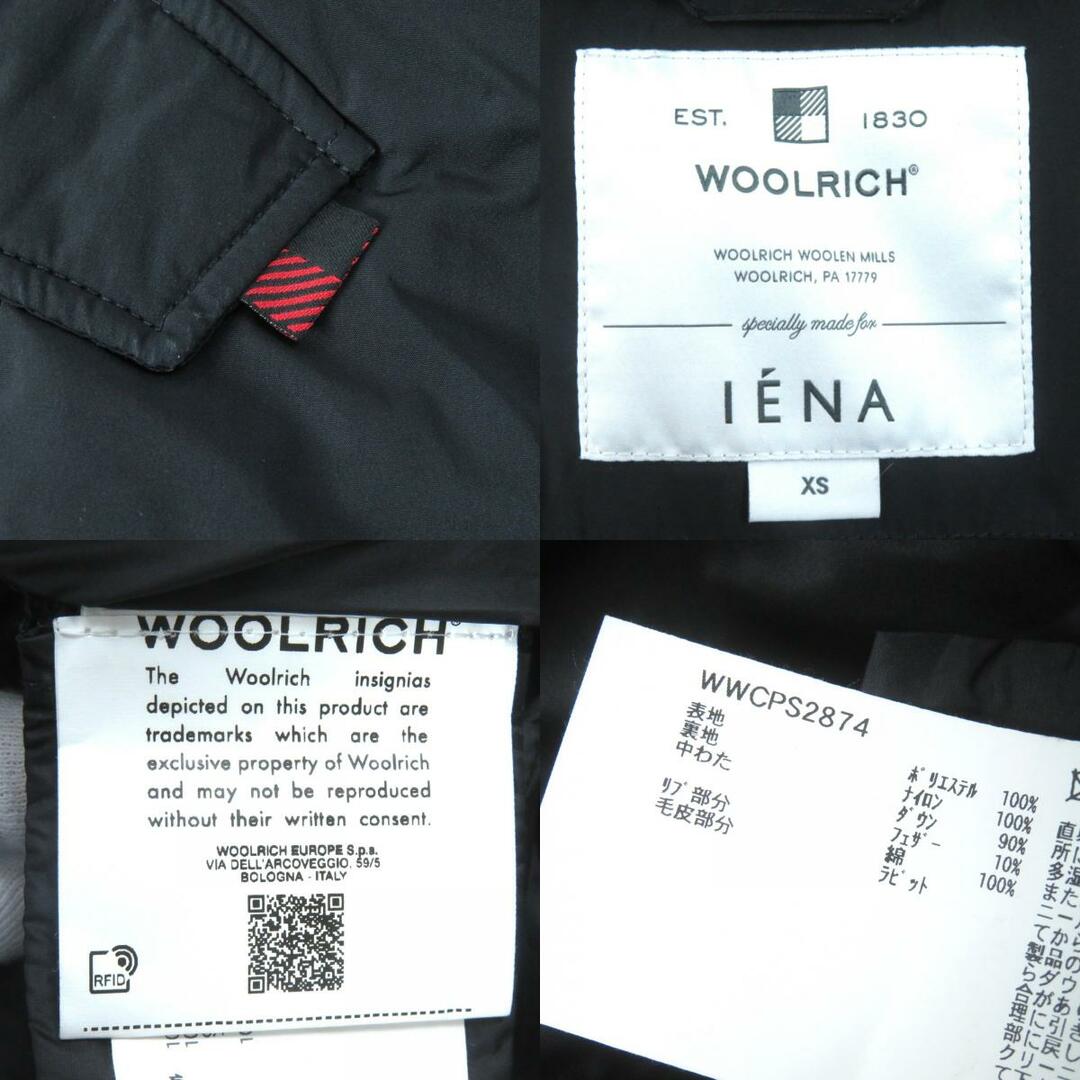 EST. 1830
WOOLRICH®
WOOLRICH WOOLEN MILLS
WOOLRICH, PA 17779
specially made for
IÉNA
XS
WOOLRICH®
The Woolrich insignias
depicted on this product are
trademarks which are the
exclusive property of Woolrich
and may not be reproduced
without their written consent.
WOOLRICH EUROPE S.p.a.
VIA DELL'ARCOVEGGIO, 59/5
BOLOGNA - ITALY
RFID
WWCPS2874
表地
裏地
中わた
リブ部分
毛皮部分
ポリエステル 100%
ナイロン 100%
ダウン 90%
フェザー 10%
綿 100%
ラビット